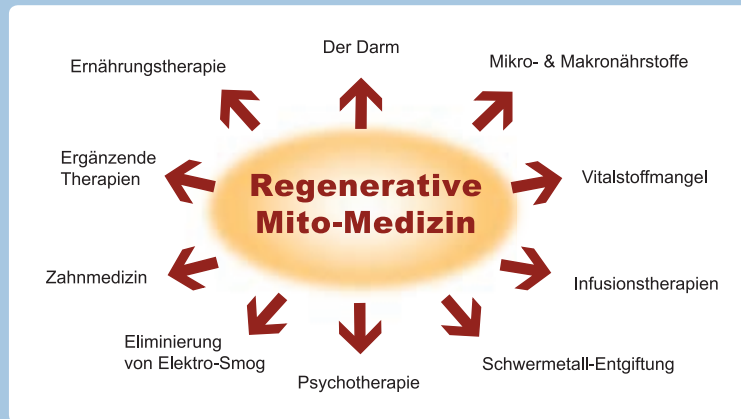 Der Darm
Ernährungstherapie
Mikro- & Makronährstoffe
Ergänzende
Therapien
Regenerative
Mito-Medizin
Vitalstoffmangel
Zahnmedizin
Infusionstherapien
Eliminierung
von Elektro-Smog
Psychotherapie
Schwermetall-Entgiftung